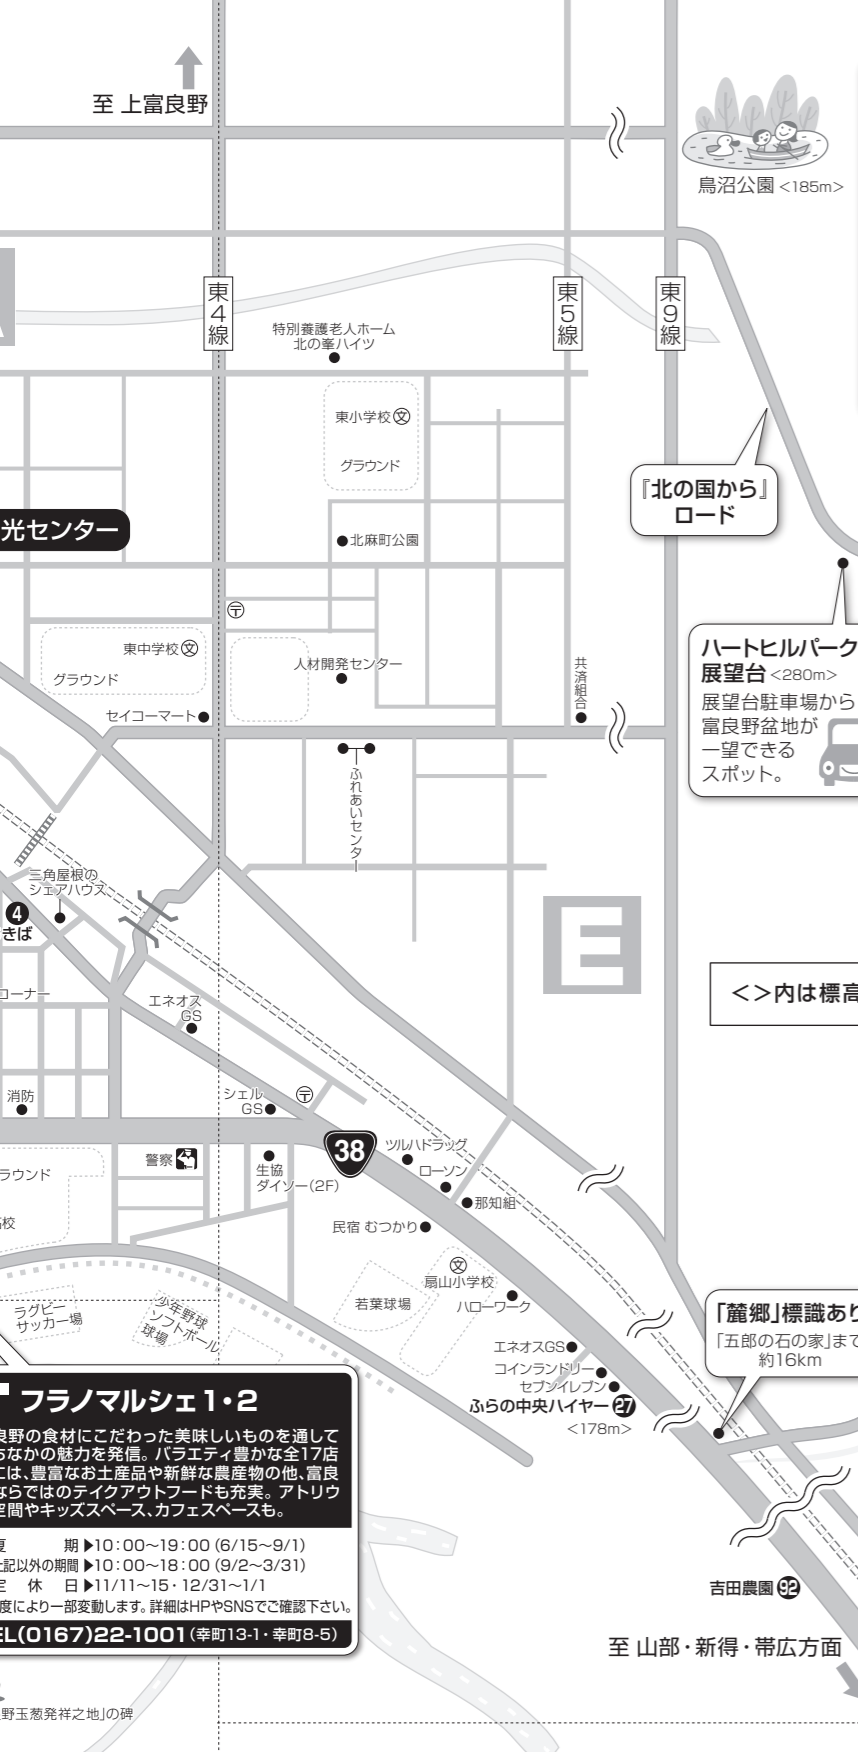 至 上富良野
鳥沼公園 <185m>
東4線
東5線
東9線
特別養護老人ホーム
北の峯ハイツ
東小学校 文
グラウンド
『北の国から』
ロード
光センター
北麻町公園
〒
東中学校 文
グラウンド
人材開発センター
共済組合
セイコーマート
ふれあいセンター
ハートヒルパーク
展望台 <280m>
展望台駐車場から
富良野盆地が
一望できる
スポット。
三角屋根の
シェアハウス
4
きば
E
コーナー
<>内は標高
エネオス
GS
消防
シェル
GS
〒
38
ツルハドラッグ
ローソン
警察
生協
ダイソー(2F)
那知組
ラウンド
校
民宿 むつかり
文
扇山小学校
若葉球場
ハローワーク
ラグビー
サッカー場
少年野球
ソフトボール
球場
「麓郷」標識あり
「五郎の石の家」まで
約16km
エネオスGS
コインランドリー
セブンイレブン
ふらの中央ハイヤー 27
<178m>
フラノマルシェ1・2
良野の食材にこだわった美味しいものを通して
ちなかの魅力を発信。バラエティ豊かな全17店
には、豊富なお土産品や新鮮な農産物の他、富良
ならではのテイクアウトフードも充実。アトリウ
空間やキッズスペース、カフェスペースも。
夏 期 ▶10:00〜19:00 (6/15〜9/1)
上記以外の期間 ▶10:00〜18:00 (9/2〜3/31)
定 休 日 ▶11/11〜15・12/31〜1/1
度により一部変動します。詳細はHPやSNSでご確認下さい。
EL(0167)22-1001(幸町13-1・幸町8-5)
吉田農園 92
至 山部・新得・帯広方面
野玉葱発祥之地」の碑